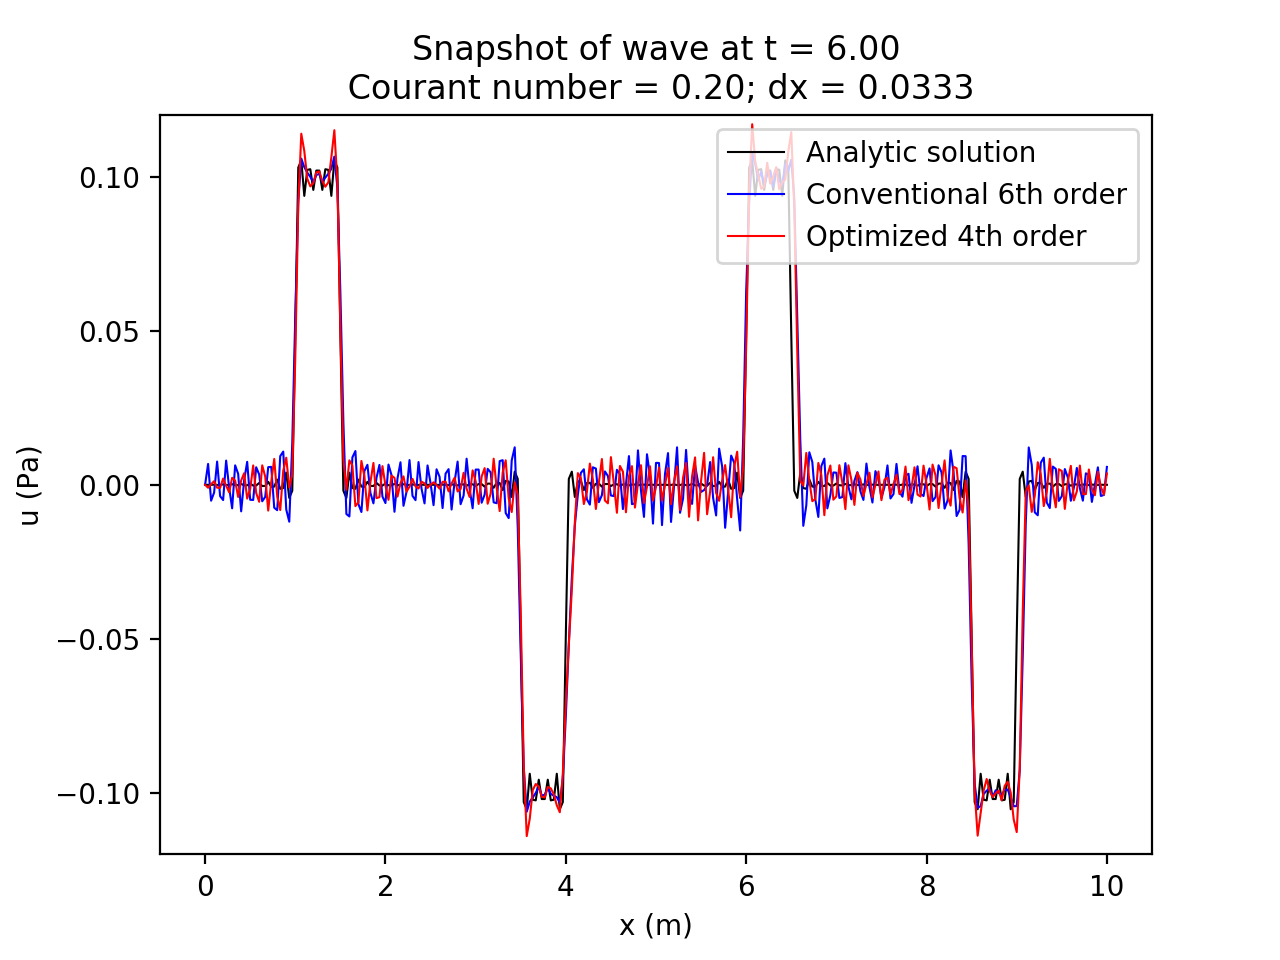 Snapshot of wave at t = 6.00
Courant number = 0.20; dx = 0.0333
Analytic solution
Conventional 6th order
Optimized 4th order
0.10
0.05
0.00
−0.05
−0.10
u (Pa)
0 2 4 6 8 10
x (m)